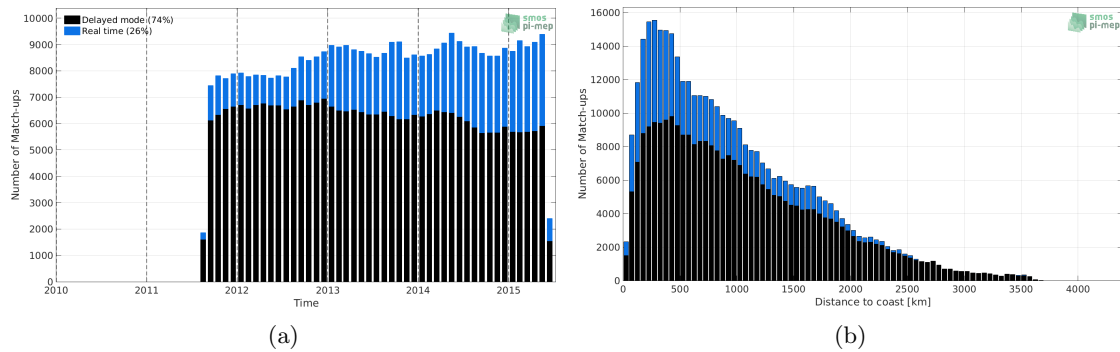 Delayed mode (74%)
Real time (26%)
smos
pi-mep
10000
9000
8000
7000
6000
5000
4000
3000
2000
1000
0
Number of Match-ups
2010 2011 2012 2013 2014 2015
Time
(a)
smos
pi-mep
16000
14000
12000
10000
8000
6000
4000
2000
0
Number of Match-ups
0 500 1000 1500 2000 2500 3000 3500 4000
Distance to coast [km]
(b)